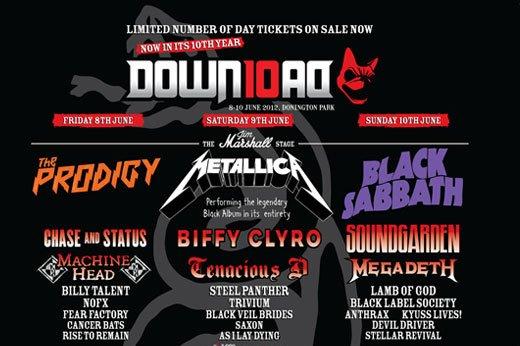 LIMITED NUMBER OF DAY TICKETS ON SALE NOW
NOW IN ITS 10TH YEAR
DOWN10AD
8-10 JUNE 2012, DONINGTON PARK
FRIDAY 8TH JUNE
SATURDAY 9TH JUNE
SUNDAY 10TH JUNE
THE Jim Marshall STAGE
The PRODIGY
METALLICA
Performing the legendary
Black Album in its entirety
BLACK
SABBATH
CHASE AND STATUS
BIFFY CLYRO
SOUNDGARDEN
MACHINE
HEAD
Tenacious D
MEGADETH
BILLY TALENT
NOFX
FEAR FACTORY
CANCER BATS
RISE TO REMAIN
STEEL PANTHER
TRIVIUM
BLACK VEIL BRIDES
SAXON
AS I LAY DYING
LAMB OF GOD
BLACK LABEL SOCIETY
ANTHRAX KYUSS LIVES!
DEVIL DRIVER
STELLAR REVIVAL